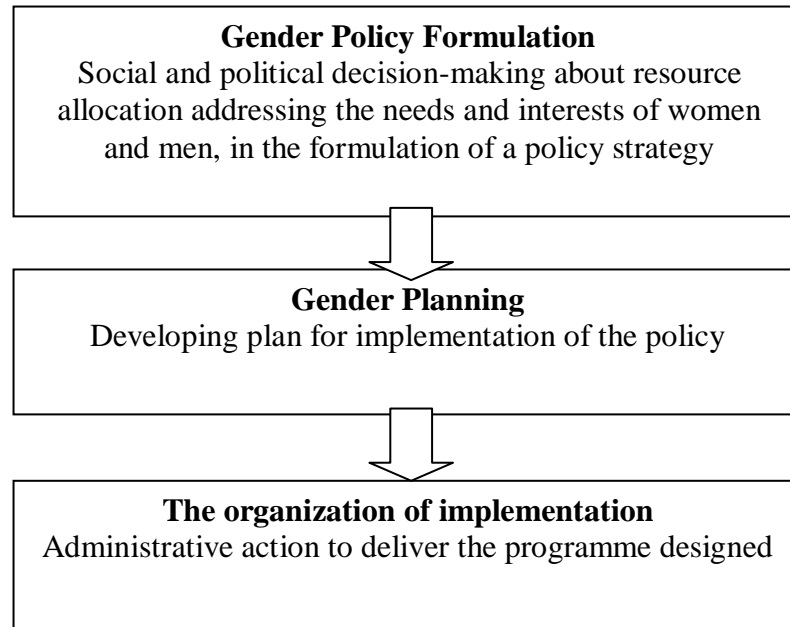 Gender Policy Formulation
Social and political decision-making about resource
allocation addressing the needs and interests of women
and men, in the formulation of a policy strategy
Gender Planning
Developing plan for implementation of the policy
The organization of implementation
Administrative action to deliver the programme designed